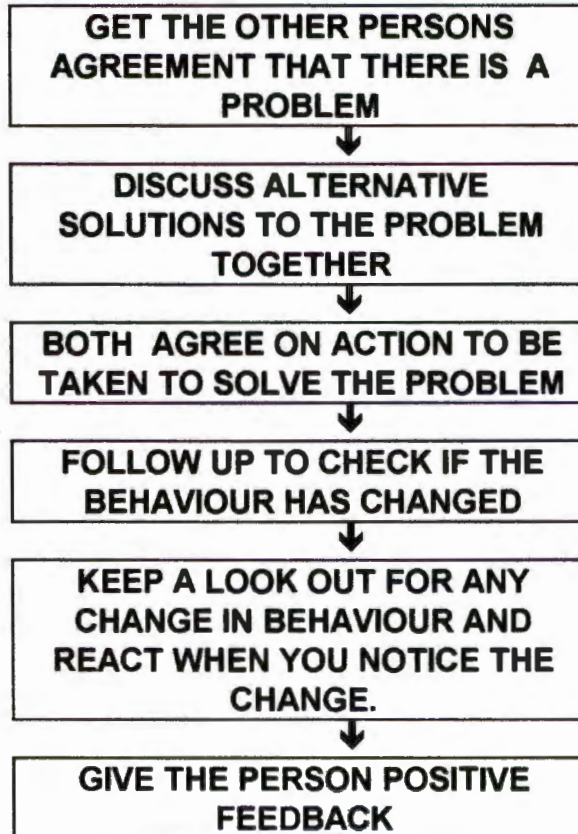 GET THE OTHER PERSONS
AGREEMENT THAT THERE IS A
PROBLEM
DISCUSS ALTERNATIVE
SOLUTIONS TO THE PROBLEM
TOGETHER
BOTH AGREE ON ACTION TO BE
TAKEN TO SOLVE THE PROBLEM
FOLLOW UP TO CHECK IF THE
BEHAVIOUR HAS CHANGED
KEEP A LOOK OUT FOR ANY
CHANGE IN BEHAVIOUR AND
REACT WHEN YOU NOTICE THE
CHANGE.
GIVE THE PERSON POSITIVE
FEEDBACK